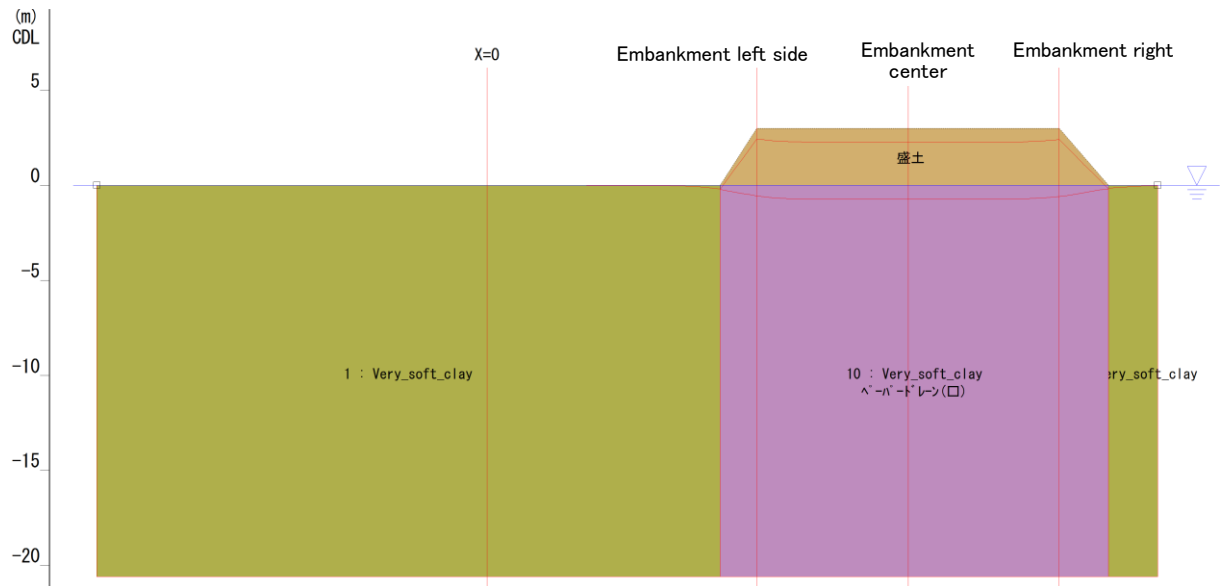 (m)
CDL
X=0
Embankment left side
Embankment
center
Embankment right
5
盛土
0
-5
-10
1 : Very_soft_clay
10 : Very_soft_clay
ﾍﾟｰﾊﾟｰﾄﾞﾚｰﾝ(口)
ery_soft_clay
-15
-20